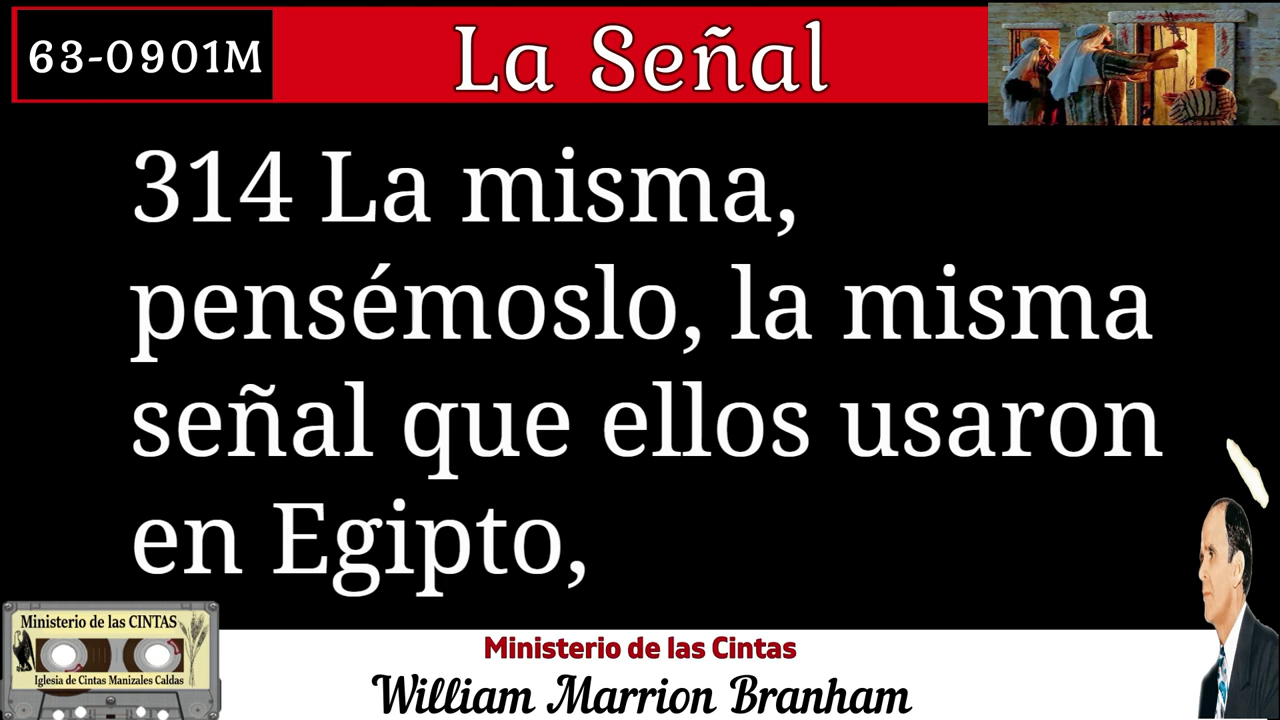 63-0901M
La Señal
314 La misma,
pensémoslo, la misma
señal que ellos usaron
en Egipto,
Ministerio de las CINTAS
Iglesia de Cintas Manizales Caldas
Ministerio de las Cintas
William Marrion Branham